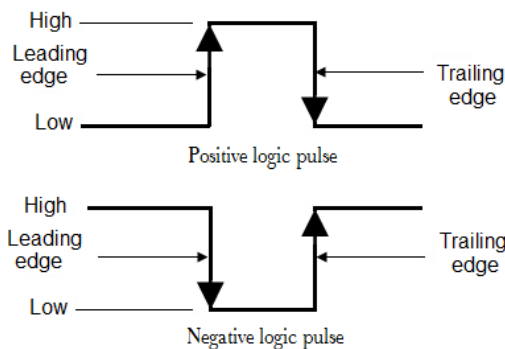 High
Leading
edge
Trailing
edge
Low
Positive logic pulse
High
Leading
edge
Trailing
edge
Low
Negative logic pulse